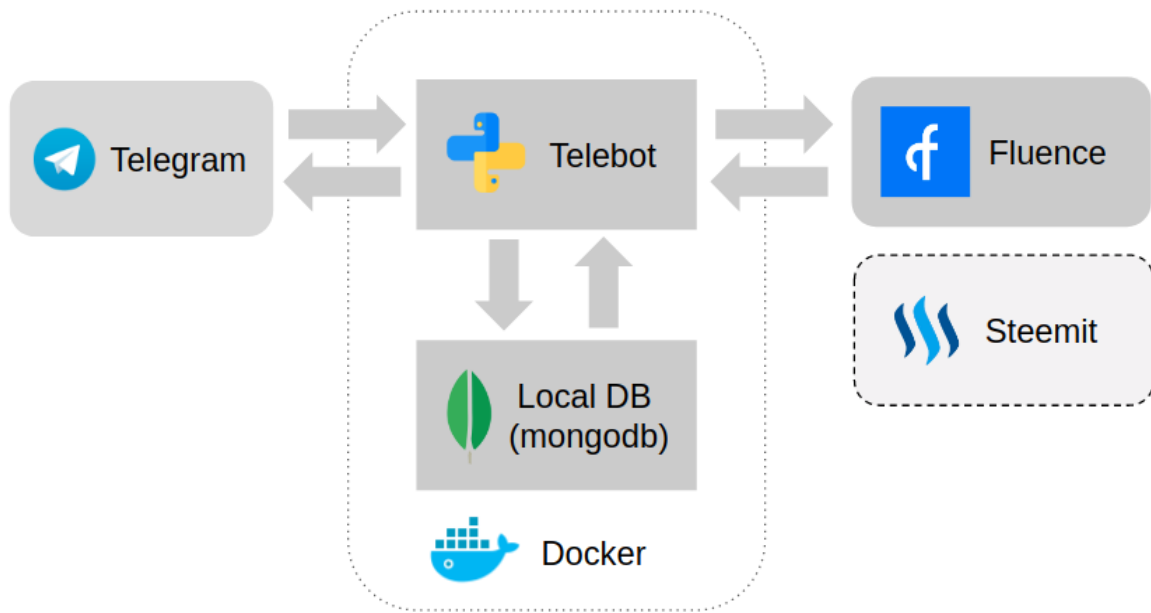 Telegram
Telebot
Fluence
Steemit
Local DB
(mongodb)
Docker